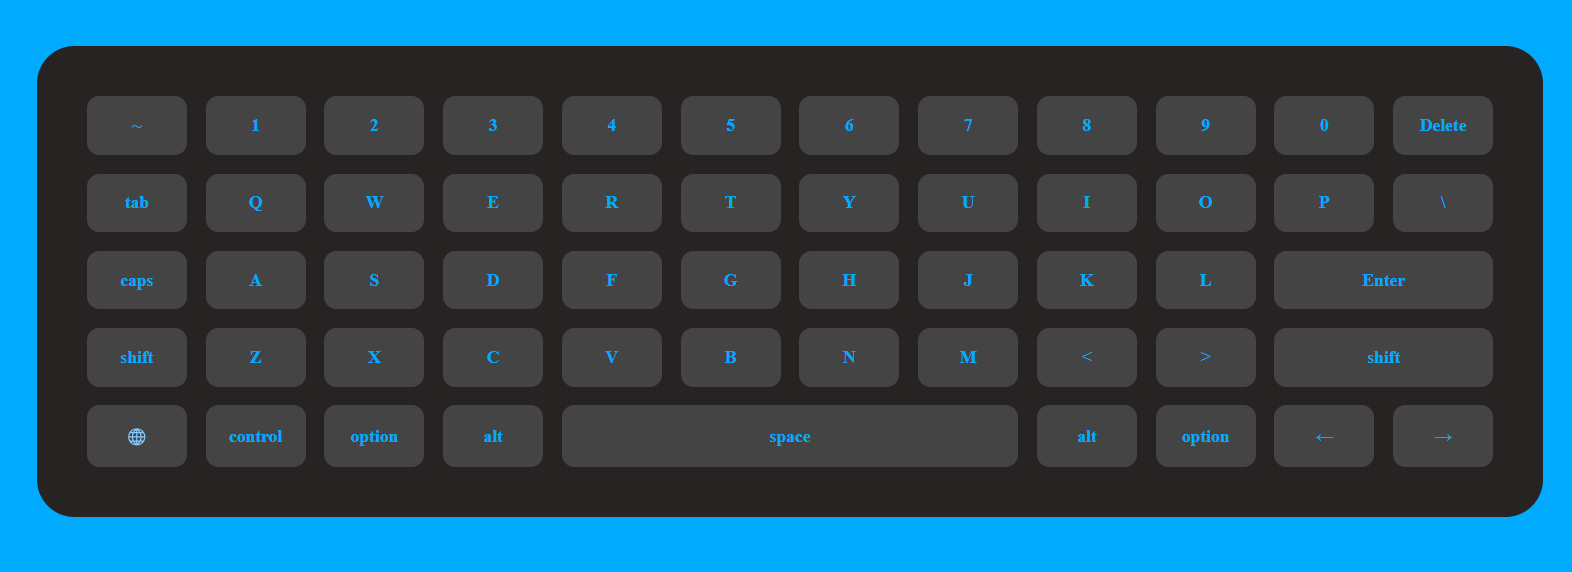 ~ 1 2 3 4 5 6 7 8 9 0 Delete
tab Q W E R T Y U I O P \
caps A S D F G H J K L Enter
shift Z X C V B N M < > shift
🌐 control option alt space alt option ← →